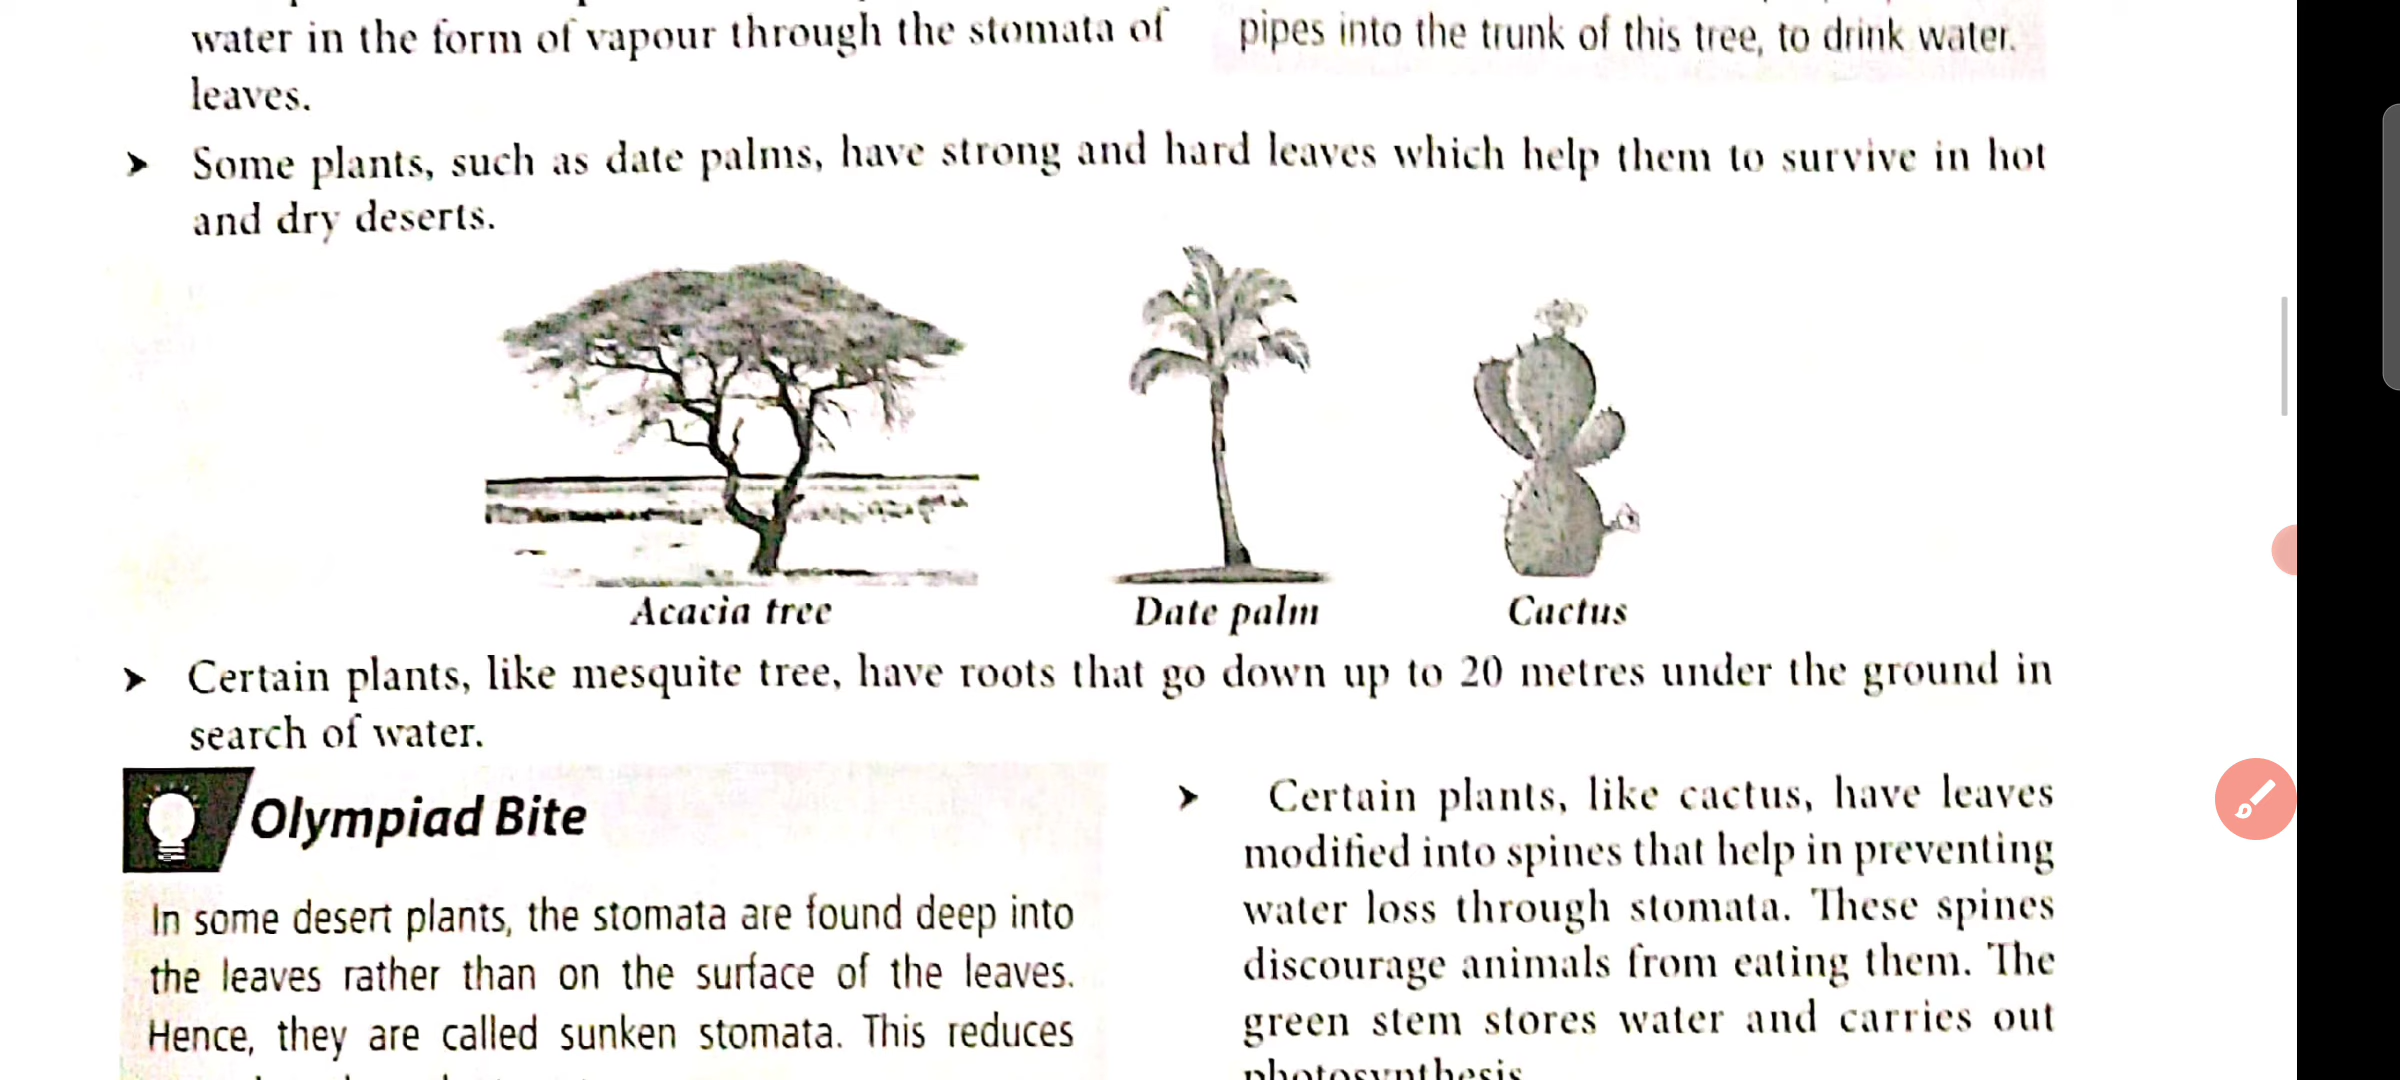 water in the form of vapour through the stomata of
leaves.
pipes into the trunk of this tree, to drink water.
➤ Some plants, such as date palms, have strong and hard leaves which help them to survive in hot
and dry deserts.
Acacia tree Date palm Cactus
➤ Certain plants, like mesquite tree, have roots that go down up to 20 metres under the ground in
search of water.
Olympiad Bite
In some desert plants, the stomata are found deep into
the leaves rather than on the surface of the leaves.
Hence, they are called sunken stomata. This reduces
➤ Certain plants, like cactus, have leaves
modified into spines that help in preventing
water loss through stomata. These spines
discourage animals from eating them. The
green stem stores water and carries out
photosynthesis